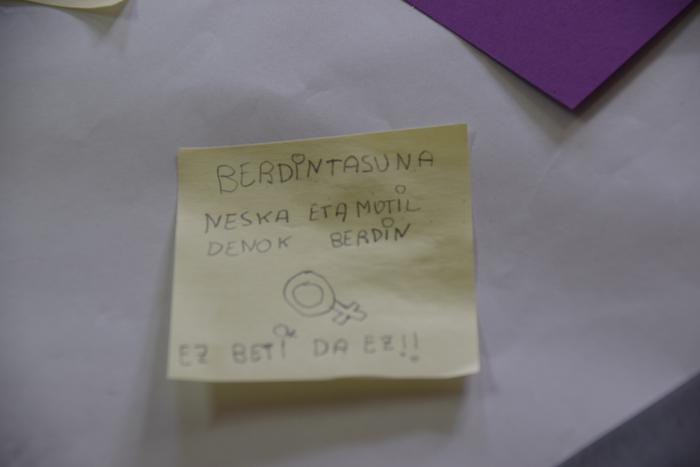 BERDINTASUNA
NESKA ETA MUTIL
DENOK BERDIN
EZ BETI DA EZ!!